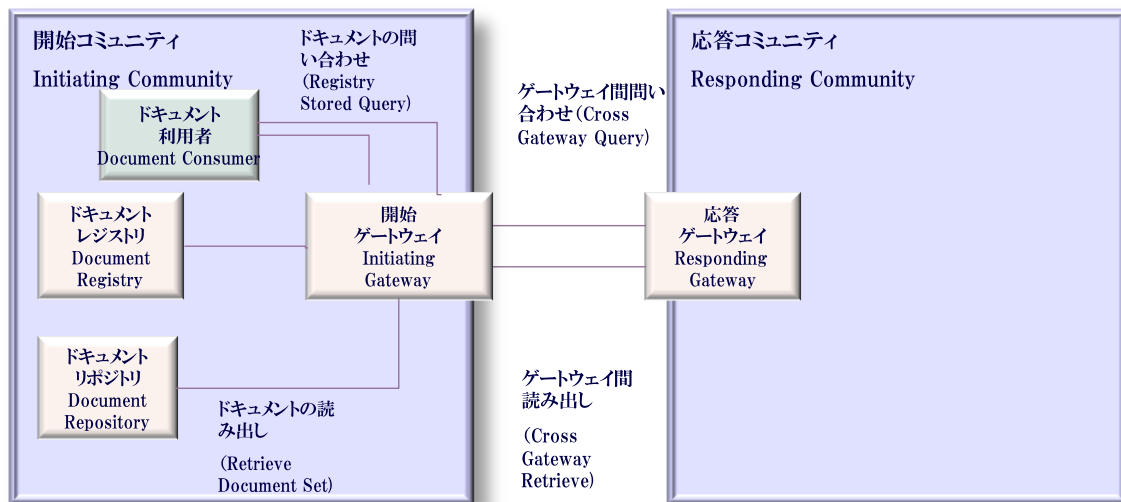 開始コミュニティ
Initiating Community
ドキュメントの問
い合わせ
(Registry
Stored Query)
ドキュメント
利用者
Document Consumer
ドキュメント
レジストリ
Document
Registry
開始
ゲートウェイ
Initiating
Gateway
ドキュメント
リポジトリ
Document
Repository
ドキュメントの読
み出し
(Retrieve
Document Set)
ゲートウェイ間問い
合わせ(Cross
Gateway Query)
ゲートウェイ間
読み出し
(Cross
Gateway
Retrieve)
応答コミュニティ
Responding Community
応答
ゲートウェイ
Responding
Gateway